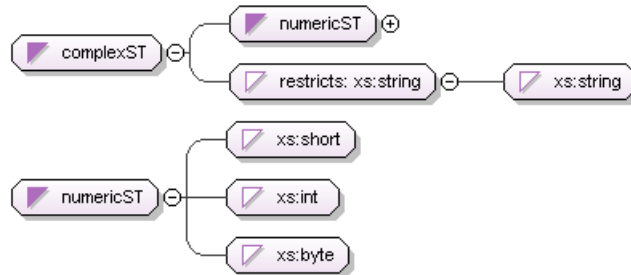 numericST
complexST
restricts: xs:string
xs:string
xs:short
numericST
xs:int
xs:byte